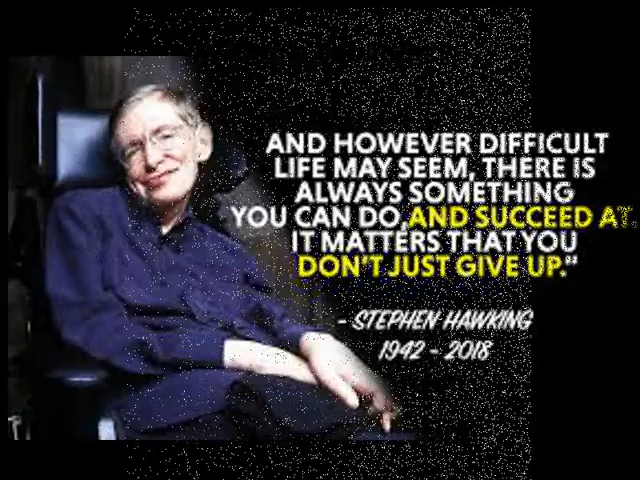 AND HOWEVER DIFFICULT
LIFE MAY SEEM, THERE IS
ALWAYS SOMETHING
YOU CAN DO, AND SUCCEED AT.
IT MATTERS THAT YOU
DON'T JUST GIVE UP.”
- STEPHEN HAWKING
1942 - 2018